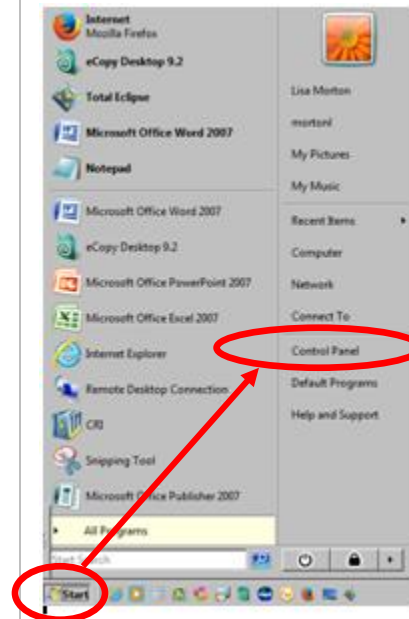 Internet
Mozilla Firefox
eCopy Desktop 9.2
Total Eclipse
Microsoft Office Word 2007
Notepad
Microsoft Office Word 2007
eCopy Desktop 9.2
Microsoft Office PowerPoint 2007
Microsoft Office Excel 2007
Internet Explorer
Remote Desktop Connection
CRI
Snipping Tool
Microsoft Office Publisher 2007
All Programs
Start Search
Start
Lisa Morton
mortonl
My Pictures
My Music
Recent Items
Computer
Network
Connect To
Control Panel
Default Programs
Help and Support